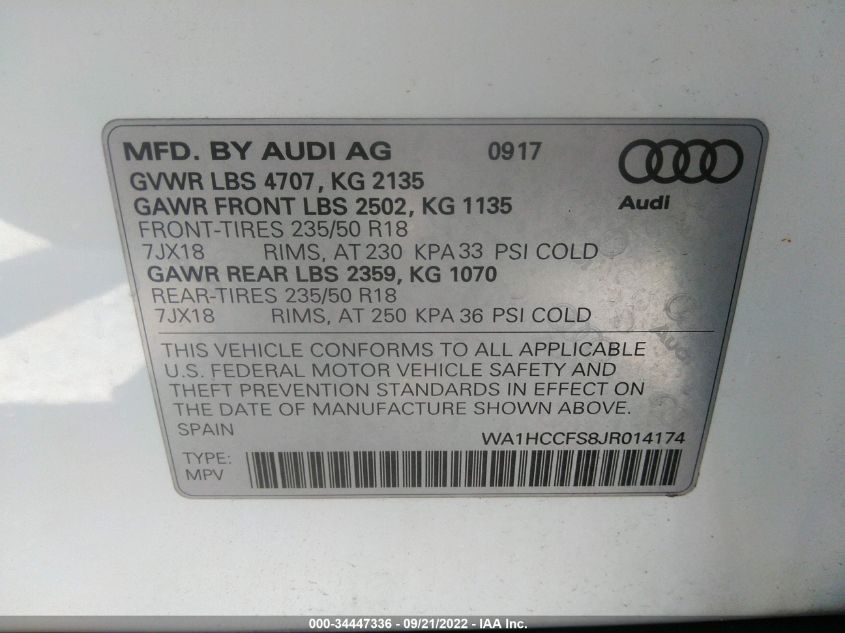 MFD. BY AUDI AG 0917
Audi
GVWR LBS 4707, KG 2135
GAWR FRONT LBS 2502, KG 1135
FRONT-TIRES 235/50 R18
7JX18 RIMS, AT 230 KPA 33 PSI COLD
GAWR REAR LBS 2359, KG 1070
REAR-TIRES 235/50 R18
7JX18 RIMS, AT 250 KPA 36 PSI COLD
THIS VEHICLE CONFORMS TO ALL APPLICABLE
U.S. FEDERAL MOTOR VEHICLE SAFETY AND
THEFT PREVENTION STANDARDS IN EFFECT ON
THE DATE OF MANUFACTURE SHOWN ABOVE.
SPAIN WA1HCCFS8JR014174
TYPE:
MPV
Audi
000-34447336 - 09/21/2022 - IAA Inc.